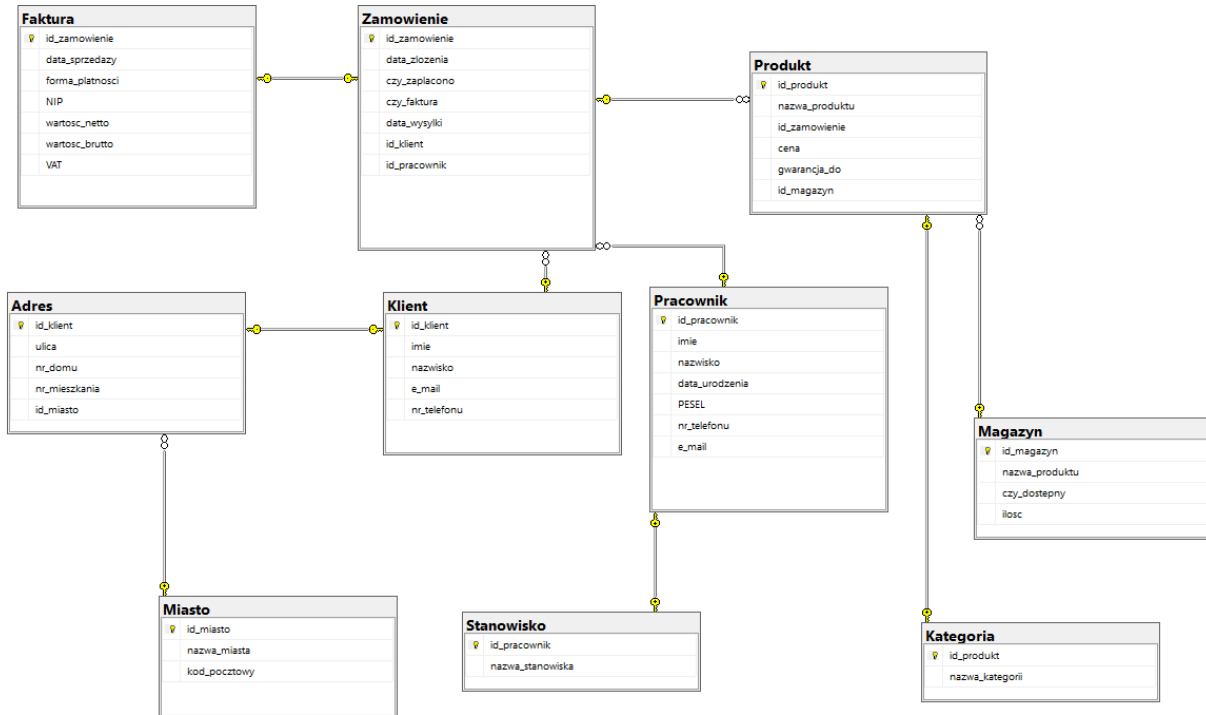 Faktura
id_zamowienie
data_sprzedazy
forma_platnosci
NIP
wartosc_netto
wartosc_brutto
VAT
Zamowienie
id_zamowienie
data_zlozenia
czy_zaplacono
czy_faktura
data_wysylki
id_klient
id_pracownik
Produkt
id_produkt
nazwa_produktu
id_zamowienie
cena
gwarancja_do
id_magazyn
Adres
id_klient
ulica
nr_domu
nr_mieszkania
id_miasto
Klient
id_klient
imie
nazwisko
e_mail
nr_telefonu
Pracownik
id_pracownik
imie
nazwisko
data_urodzenia
PESEL
nr_telefonu
e_mail
Magazyn
id_magazyn
nazwa_produktu
czy_dostepny
ilosc
Miasto
id_miasto
nazwa_miasta
kod_pocztowy
Stanowisko
id_pracownik
nazwa_stanowiska
Kategoria
id_produkt
nazwa_kategorii